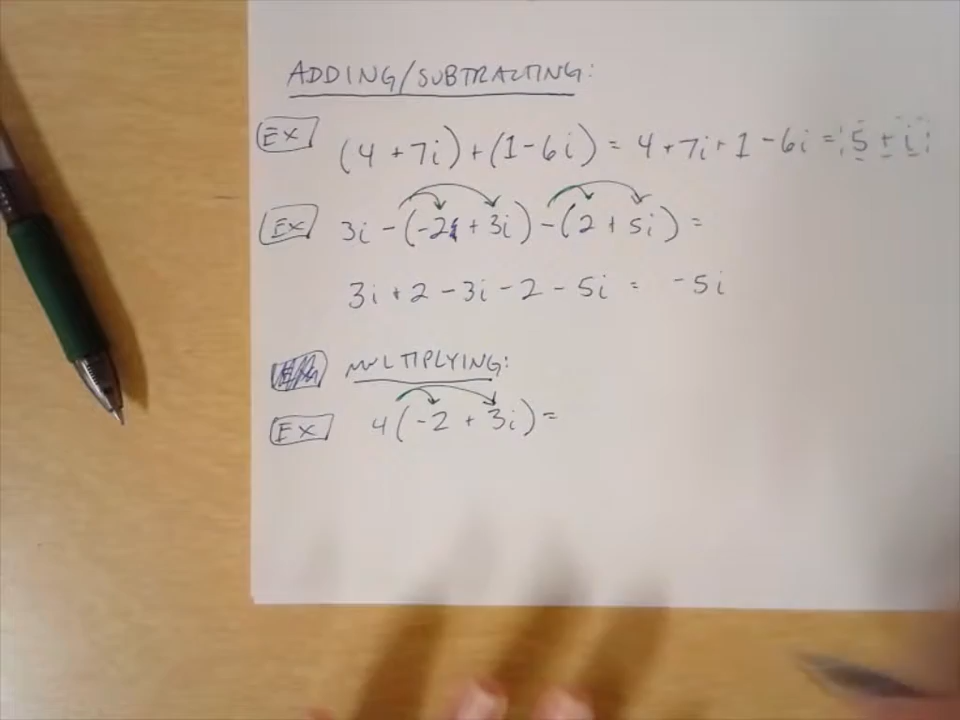 ADDING/SUBTRACTING:
EX (4+7i)+(1-6i) = 4+7i+1-6i = 5+i
EX 3i-(-2+3i)-(2+5i) =
3i+2-3i-2-5i = -5i
MULTIPLYING:
EX 4(-2+3i) =